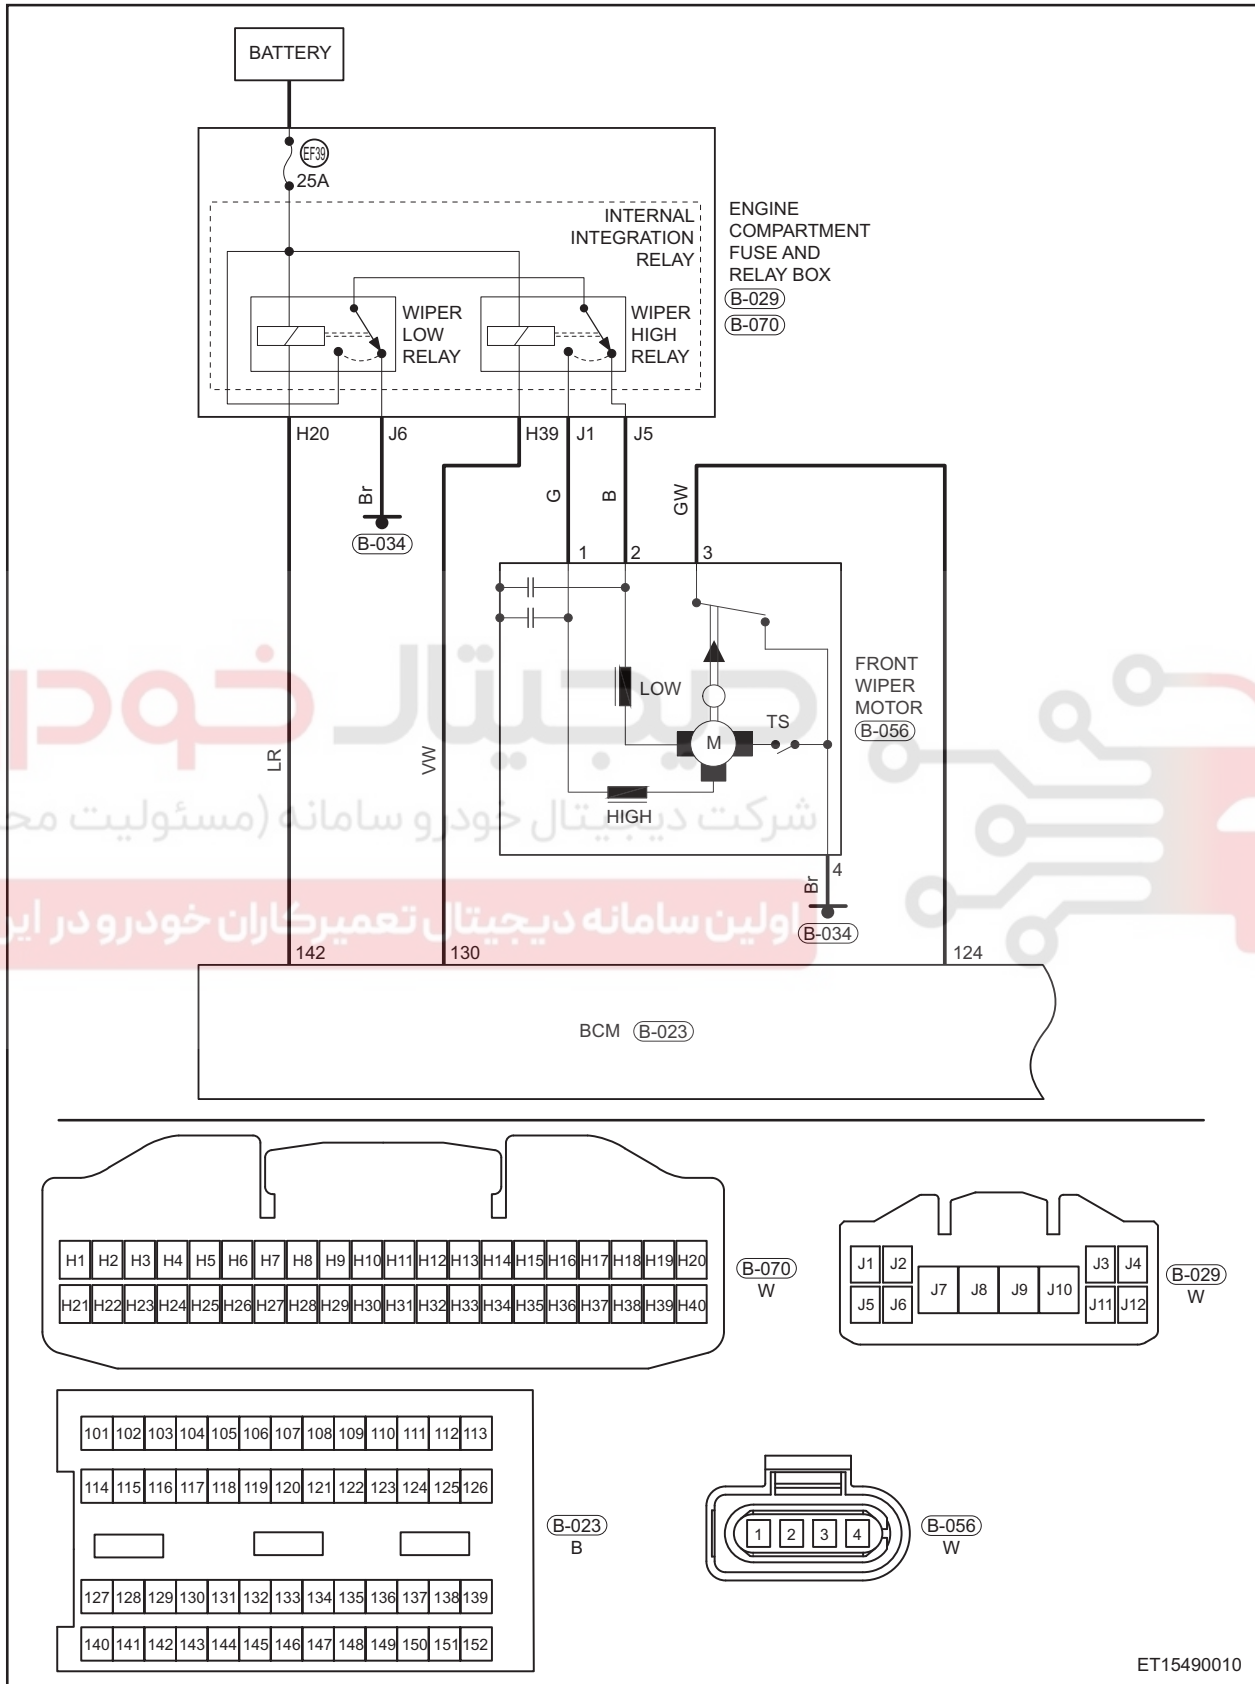 BATTERY
EF39
25A
INTERNAL
INTEGRATION
RELAY
ENGINE
COMPARTMENT
FUSE AND
RELAY BOX
B-029
B-070
WIPER
LOW
RELAY
WIPER
HIGH
RELAY
H20 J6 H39 J1 J5
Br
G
B
GW
B-034
1 2 3
LOW
TS
M
HIGH
FRONT
WIPER
MOTOR
B-056
LR
VW
دیجیتال خودر
شرکت دیجیتال خودرو سامانه (مسئولیت مح
4
Br
B-034
اولین سامانه دیجیتال تعمیرکاران خودرو در ایر
142 130 124
BCM B-023
H1 H2 H3 H4 H5 H6 H7 H8 H9 H10 H11 H12 H13 H14 H15 H16 H17 H18 H19 H20
H21 H22 H23 H24 H25 H26 H27 H28 H29 H30 H31 H32 H33 H34 H35 H36 H37 H38 H39 H40
B-070
W
J1 J2 J3 J4
J7 J8 J9 J10
J5 J6 J11 J12
B-029
W
101 102 103 104 105 106 107 108 109 110 111 112 113
114 115 116 117 118 119 120 121 122 123 124 125 126
127 128 129 130 131 132 133 134 135 136 137 138 139
140 141 142 143 144 145 146 147 148 149 150 151 152
B-023
B
1 2 3 4
B-056
W
ET15490010